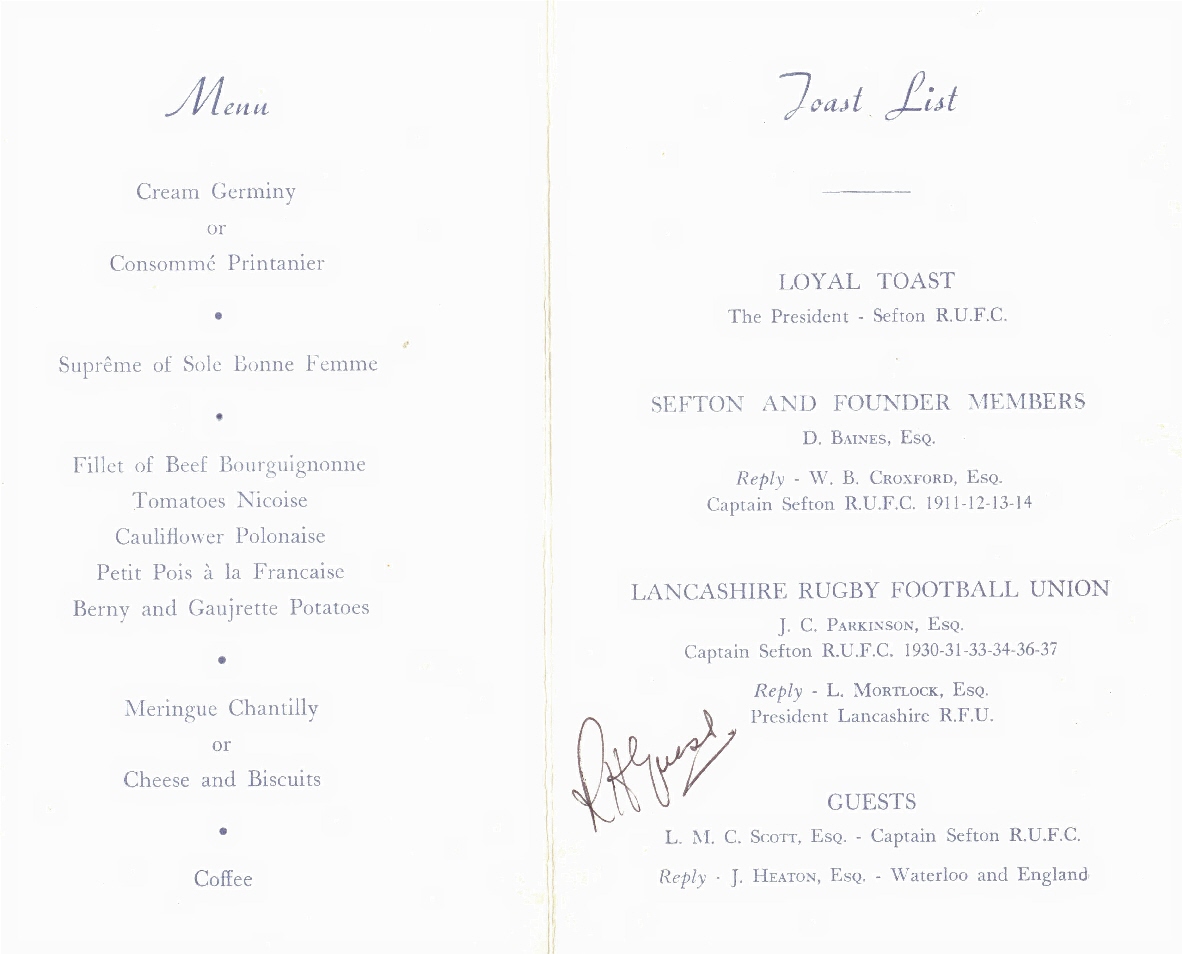 Menu
Cream Germiny
or
Consommé Printanier
•
Suprême of Sole Bonne Femme
•
Fillet of Beef Bourguignonne
Tomatoes Nicoise
Cauliflower Polonaise
Petit Pois à la Francaise
Berny and Gaujrette Potatoes
•
Meringue Chantilly
or
Cheese and Biscuits
•
Coffee
Toast List
LOYAL TOAST
The President - Sefton R.U.F.C.
SEFTON AND FOUNDER MEMBERS
D. BAINES, ESQ.
Reply - W. B. CROXFORD, ESQ.
Captain Sefton R.U.F.C. 1911-12-13-14
LANCASHIRE RUGBY FOOTBALL UNION
J. C. PARKINSON, ESQ.
Captain Sefton R.U.F.C. 1930-31-33-34-36-37
Reply - L. MORTLOCK, ESQ.
President Lancashire R.F.U.
RHGuest
GUESTS
L. M. C. SCOTT, ESQ. - Captain Sefton R.U.F.C.
Reply - J. HEATON, ESQ. - Waterloo and England